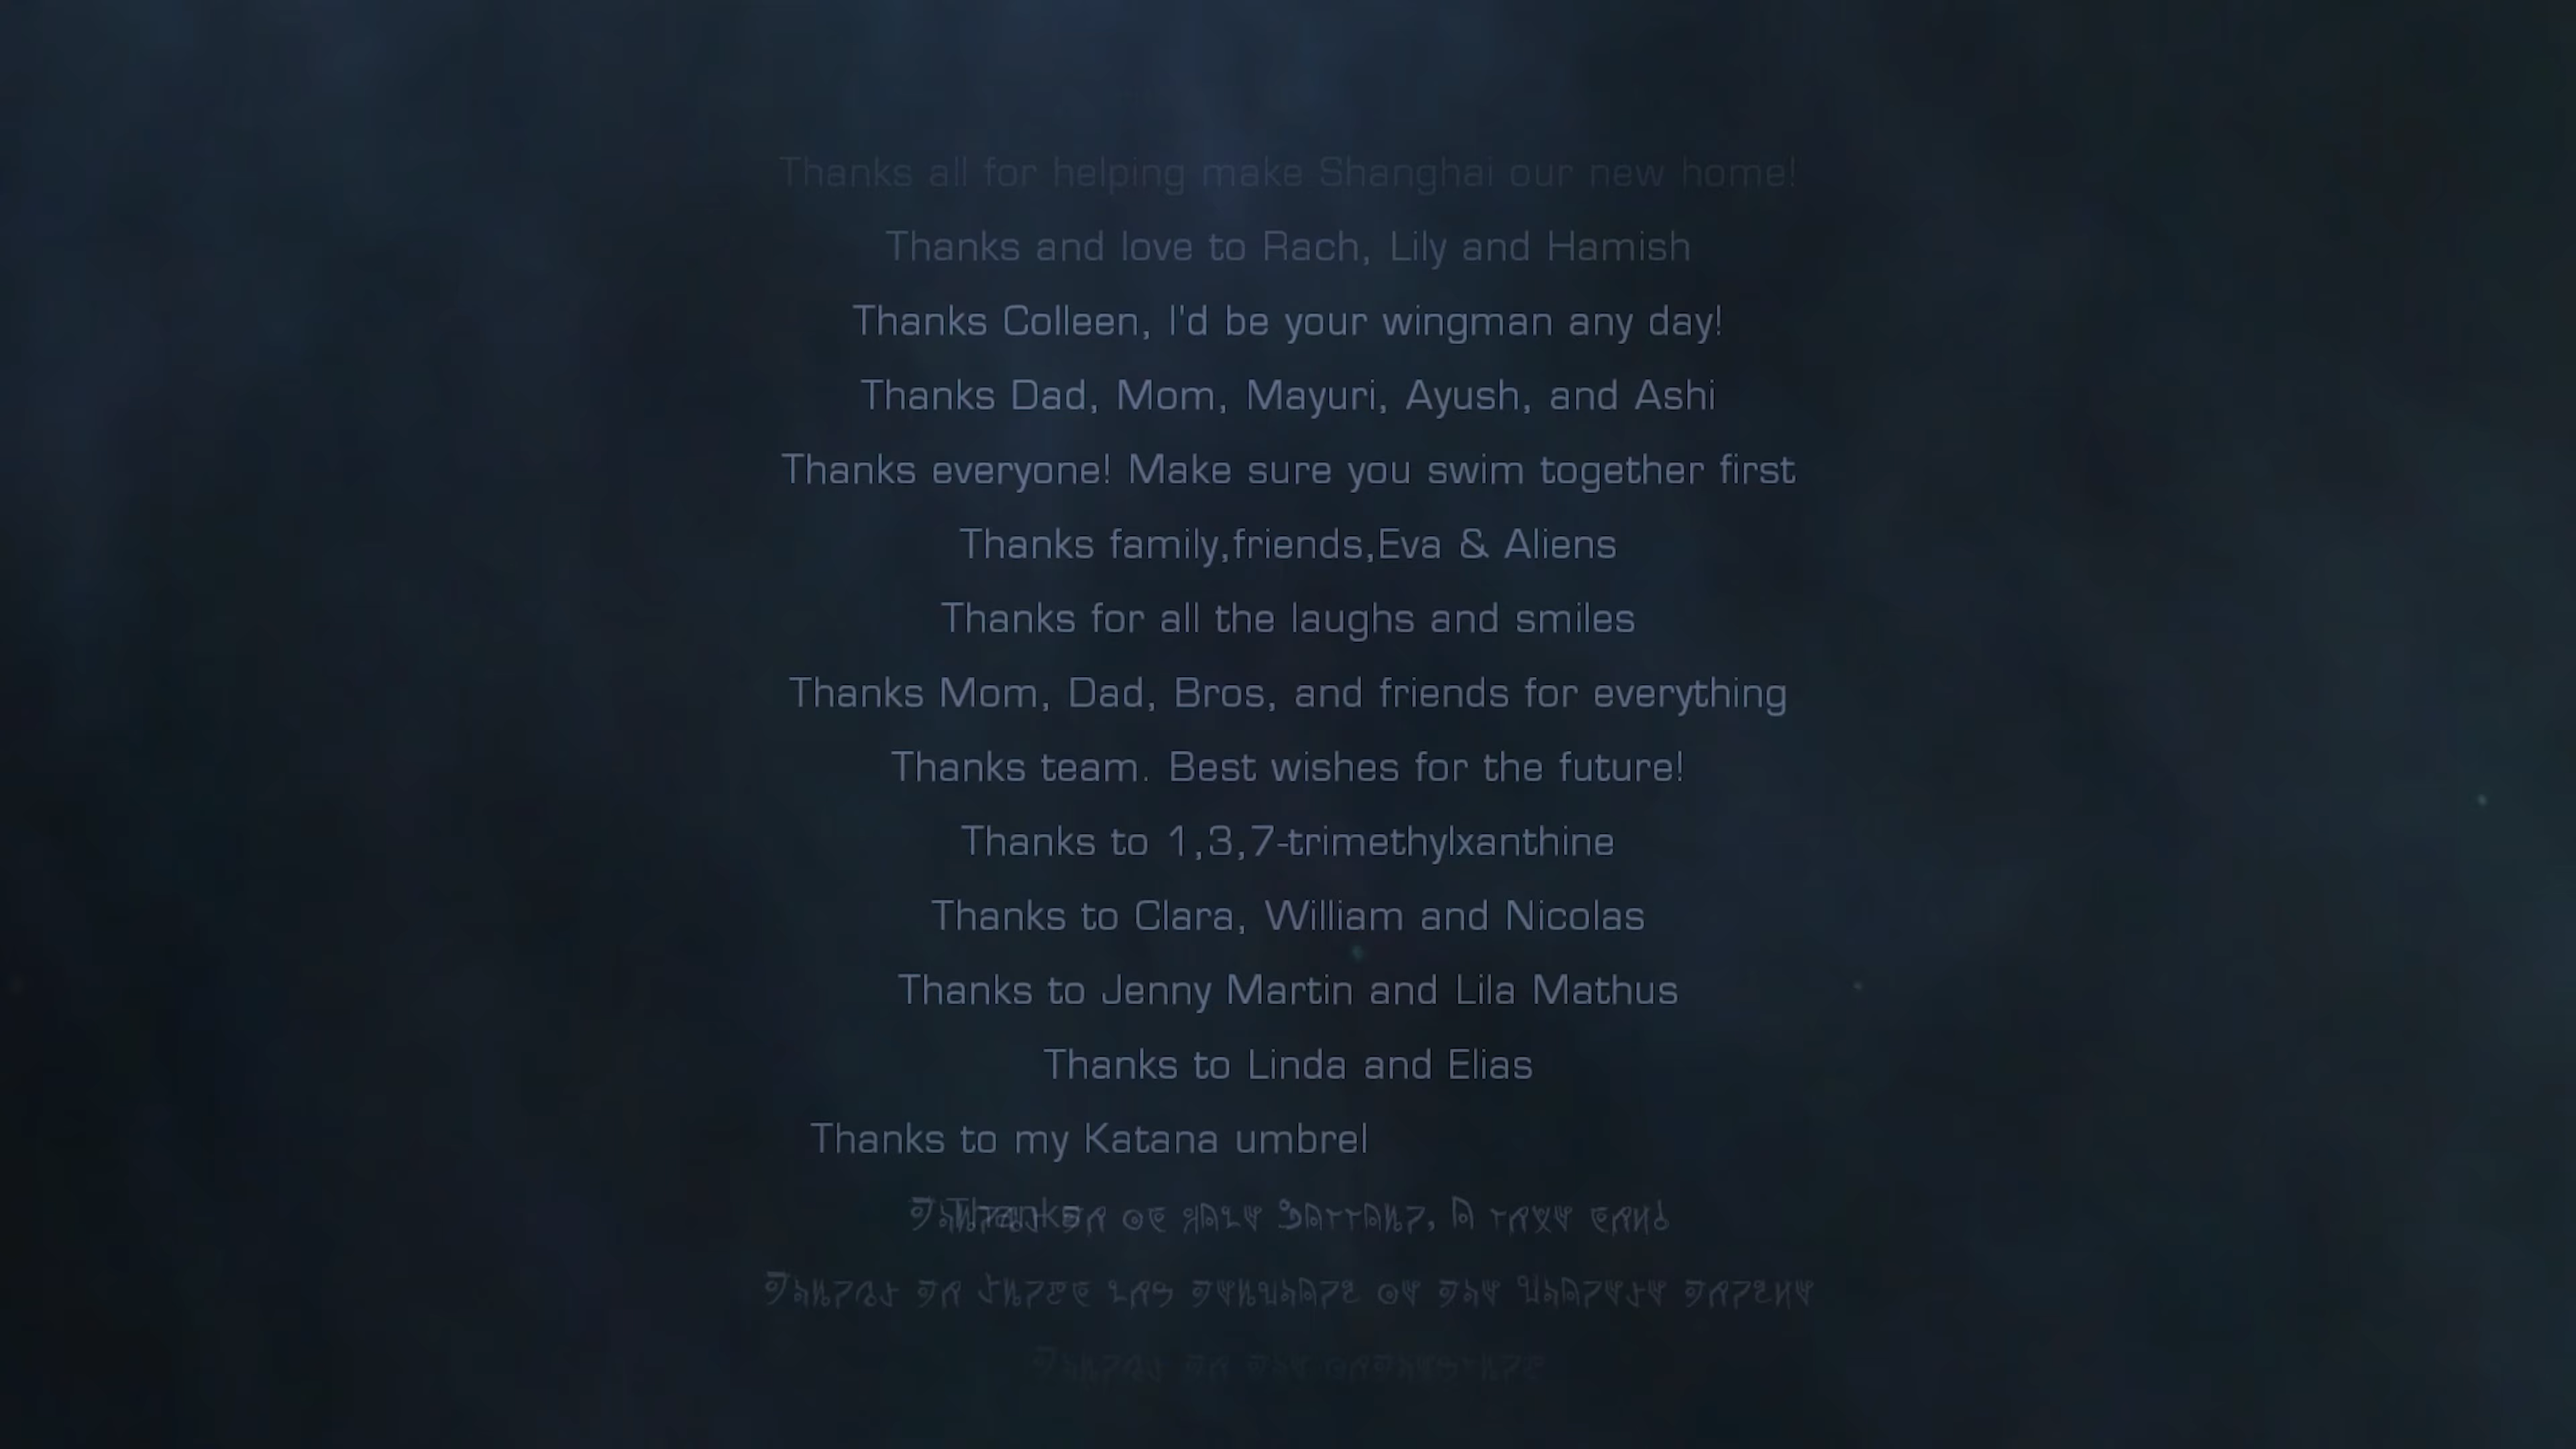 Thanks all for helping make Shanghai our new home!
Thanks and love to Rach, Lily and Hamish
Thanks Colleen, I'd be your wingman any day!
Thanks Dad, Mom, Mayuri, Ayush, and Ashi
Thanks everyone! Make sure you swim together first
Thanks family,friends,Eva & Aliens
Thanks for all the laughs and smiles
Thanks Mom, Dad, Bros, and friends for everything
Thanks team. Best wishes for the future!
Thanks to 1,3,7-trimethylxanthine
Thanks to Clara, William and Nicolas
Thanks to Jenny Martin and Lila Mathus
Thanks to Linda and Elias
Thanks to my Katana umbrel
Thanks